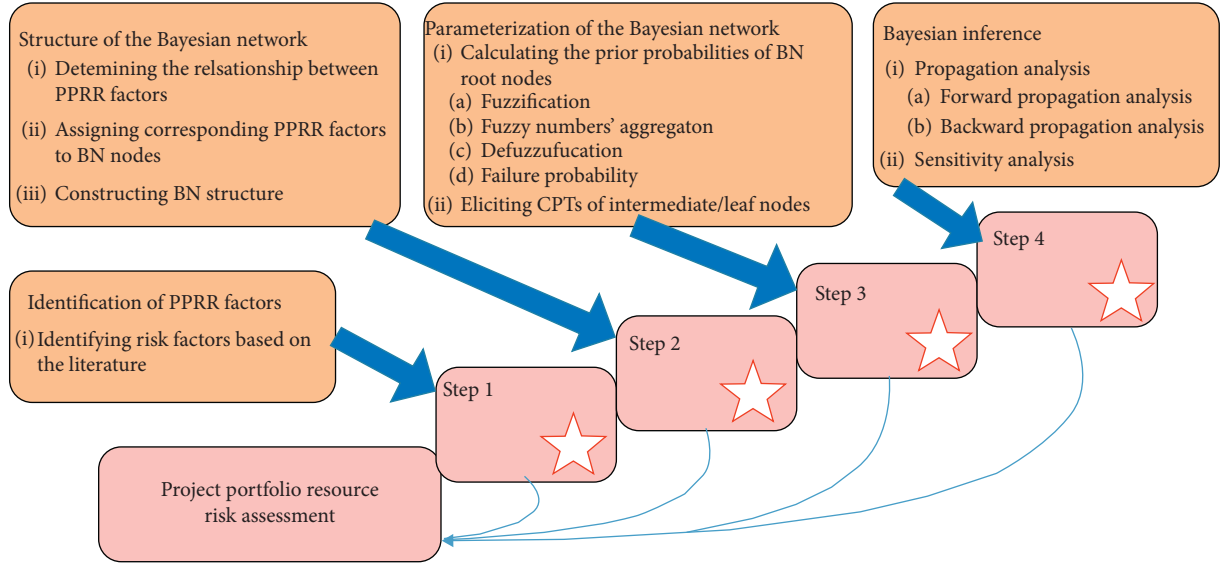 Structure of the Bayesian network
(i) Detemining the relsationship between
PPRR factors
(ii) Assigning corresponding PPRR factors
to BN nodes
(iii) Constructing BN structure
Parameterization of the Bayesian network
(i) Calculating the prior probabilities of BN
root nodes
(a) Fuzzification
(b) Fuzzy numbers' aggregaton
(c) Defuzzufucation
(d) Failure probability
(ii) Eliciting CPTs of intermediate/leaf nodes
Bayesian inference
(i) Propagation analysis
(a) Forward propagation analysis
(b) Backward propagation analysis
(ii) Sensitivity analysis
Identification of PPRR factors
(i) Identifying risk factors based on
the literature
Step 1
Step 2
Step 3
Step 4
Project portfolio resource
risk assessment